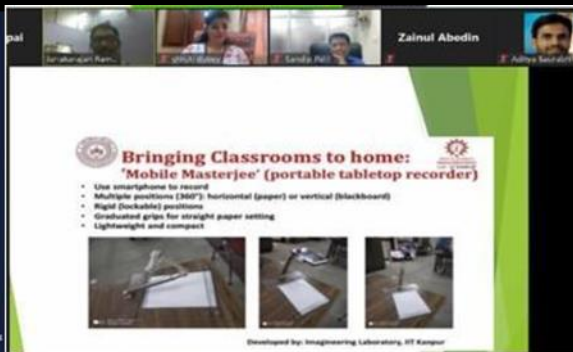 pai
Zainul Abedin
Bringing Classrooms to home:
'Mobile Masterjee' (portable tabletop recorder)
• Use smartphone to record
• Multiple positions (360°): horizontal (paper) or vertical (blackboard)
• Rigid (lockable) positions
• Graduated grips for straight paper setting
• Lightweight and compact
Developed by: Imagineering Laboratory, IIT Kanpur